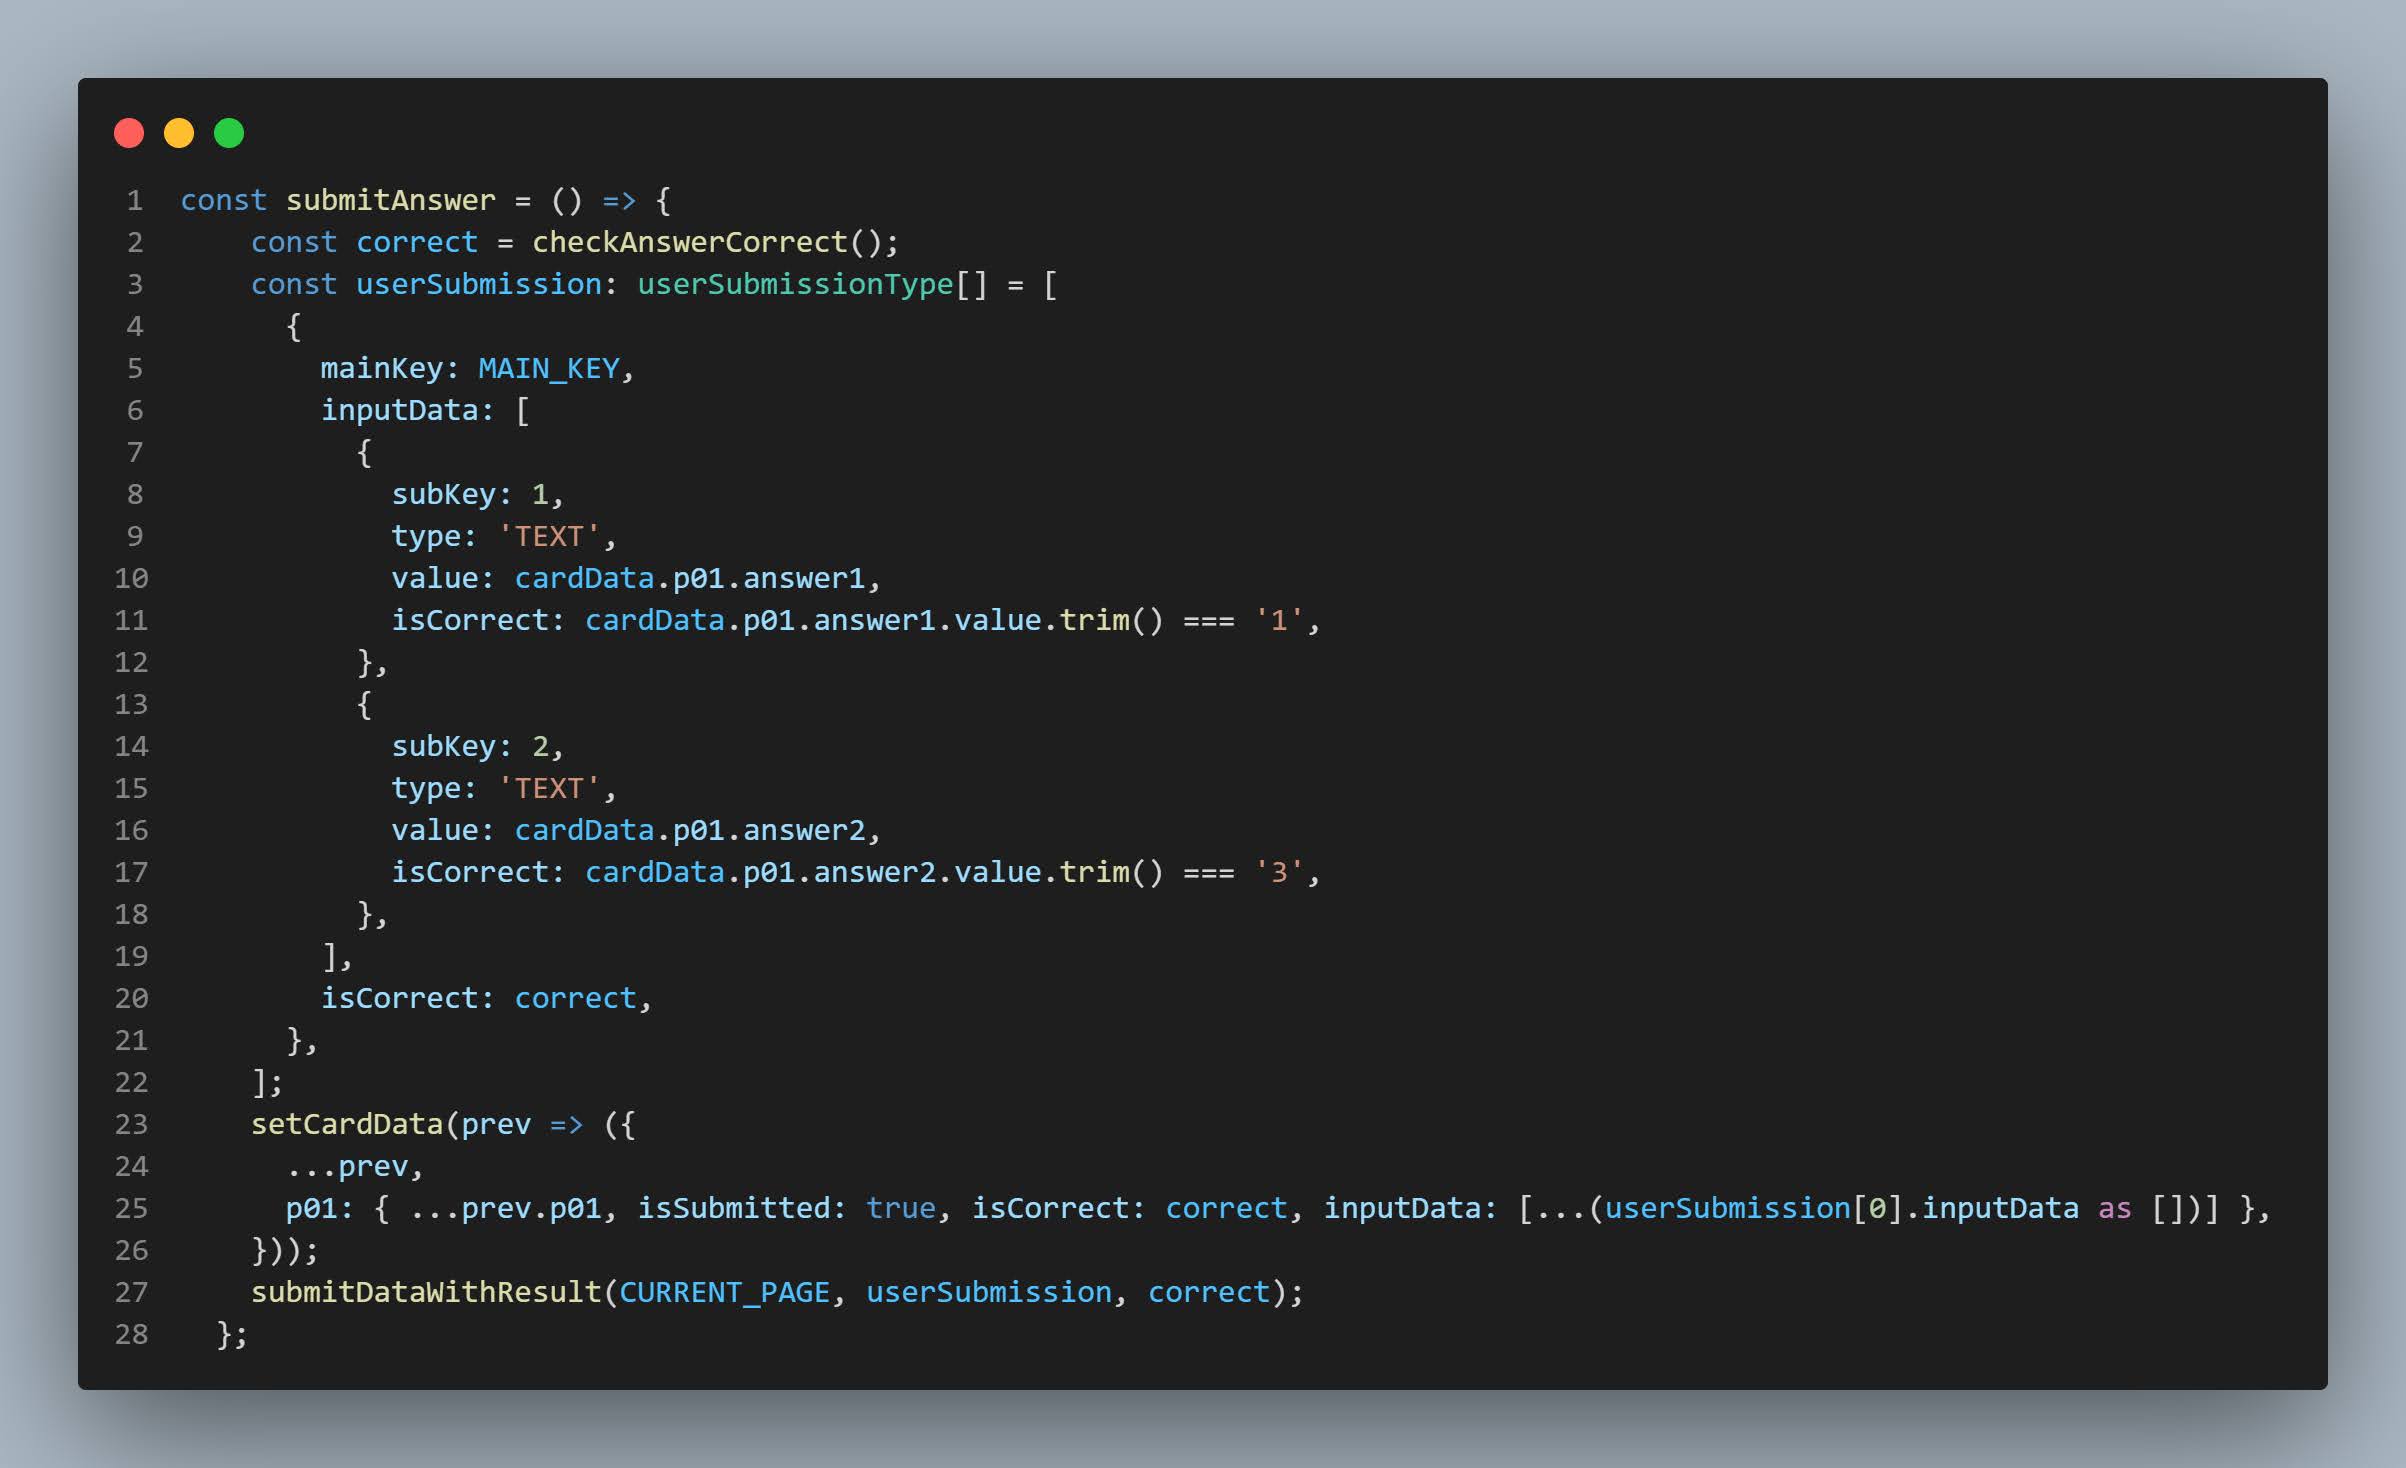 1 const submitAnswer = () => {
2     const correct = checkAnswerCorrect();
3     const userSubmission: userSubmissionType[] = [
4       {
5         mainKey: MAIN_KEY,
6         inputData: [
7           {
8             subKey: 1,
9             type: 'TEXT',
10             value: cardData.p01.answer1,
11             isCorrect: cardData.p01.answer1.value.trim() === '1',
12           },
13           {
14             subKey: 2,
15             type: 'TEXT',
16             value: cardData.p01.answer2,
17             isCorrect: cardData.p01.answer2.value.trim() === '3',
18           },
19         ],
20         isCorrect: correct,
21       },
22     ];
23     setCardData(prev => ({
24       ...prev,
25       p01: { ...prev.p01, isSubmitted: true, isCorrect: correct, inputData: [...(userSubmission[0].inputData as [])] },
26     }));
27     submitDataWithResult(CURRENT_PAGE, userSubmission, correct);
28   };